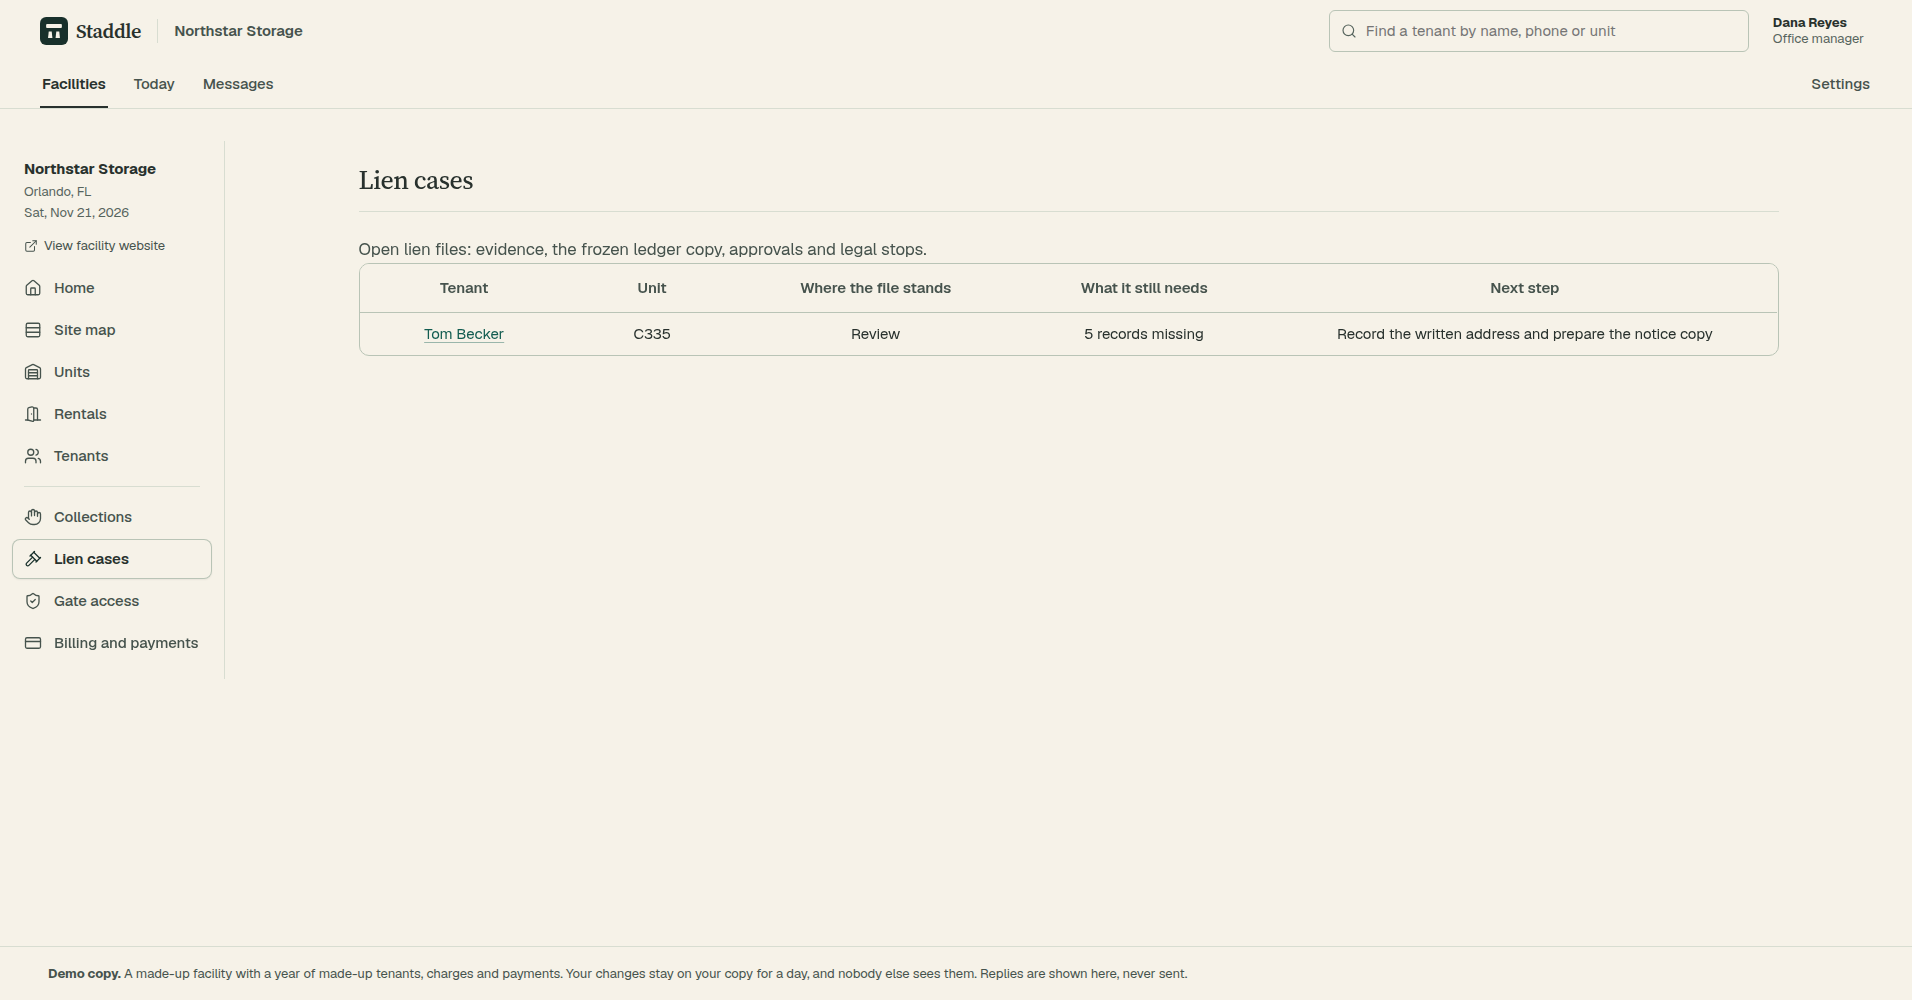 Staddle
Northstar Storage
Find a tenant by name, phone or unit
Dana Reyes
Office manager
Facilities
Today
Messages
Settings
Northstar Storage
Orlando, FL
Sat, Nov 21, 2026
View facility website
Home
Site map
Units
Rentals
Tenants
Collections
Lien cases
Gate access
Billing and payments
Lien cases
Open lien files: evidence, the frozen ledger copy, approvals and legal stops.
Tenant Unit Where the file stands What it still needs Next step
Tom Becker C335 Review 5 records missing Record the written address and prepare the notice copy
Demo copy. A made-up facility with a year of made-up tenants, charges and payments. Your changes stay on your copy for a day, and nobody else sees them. Replies are shown here, never sent.